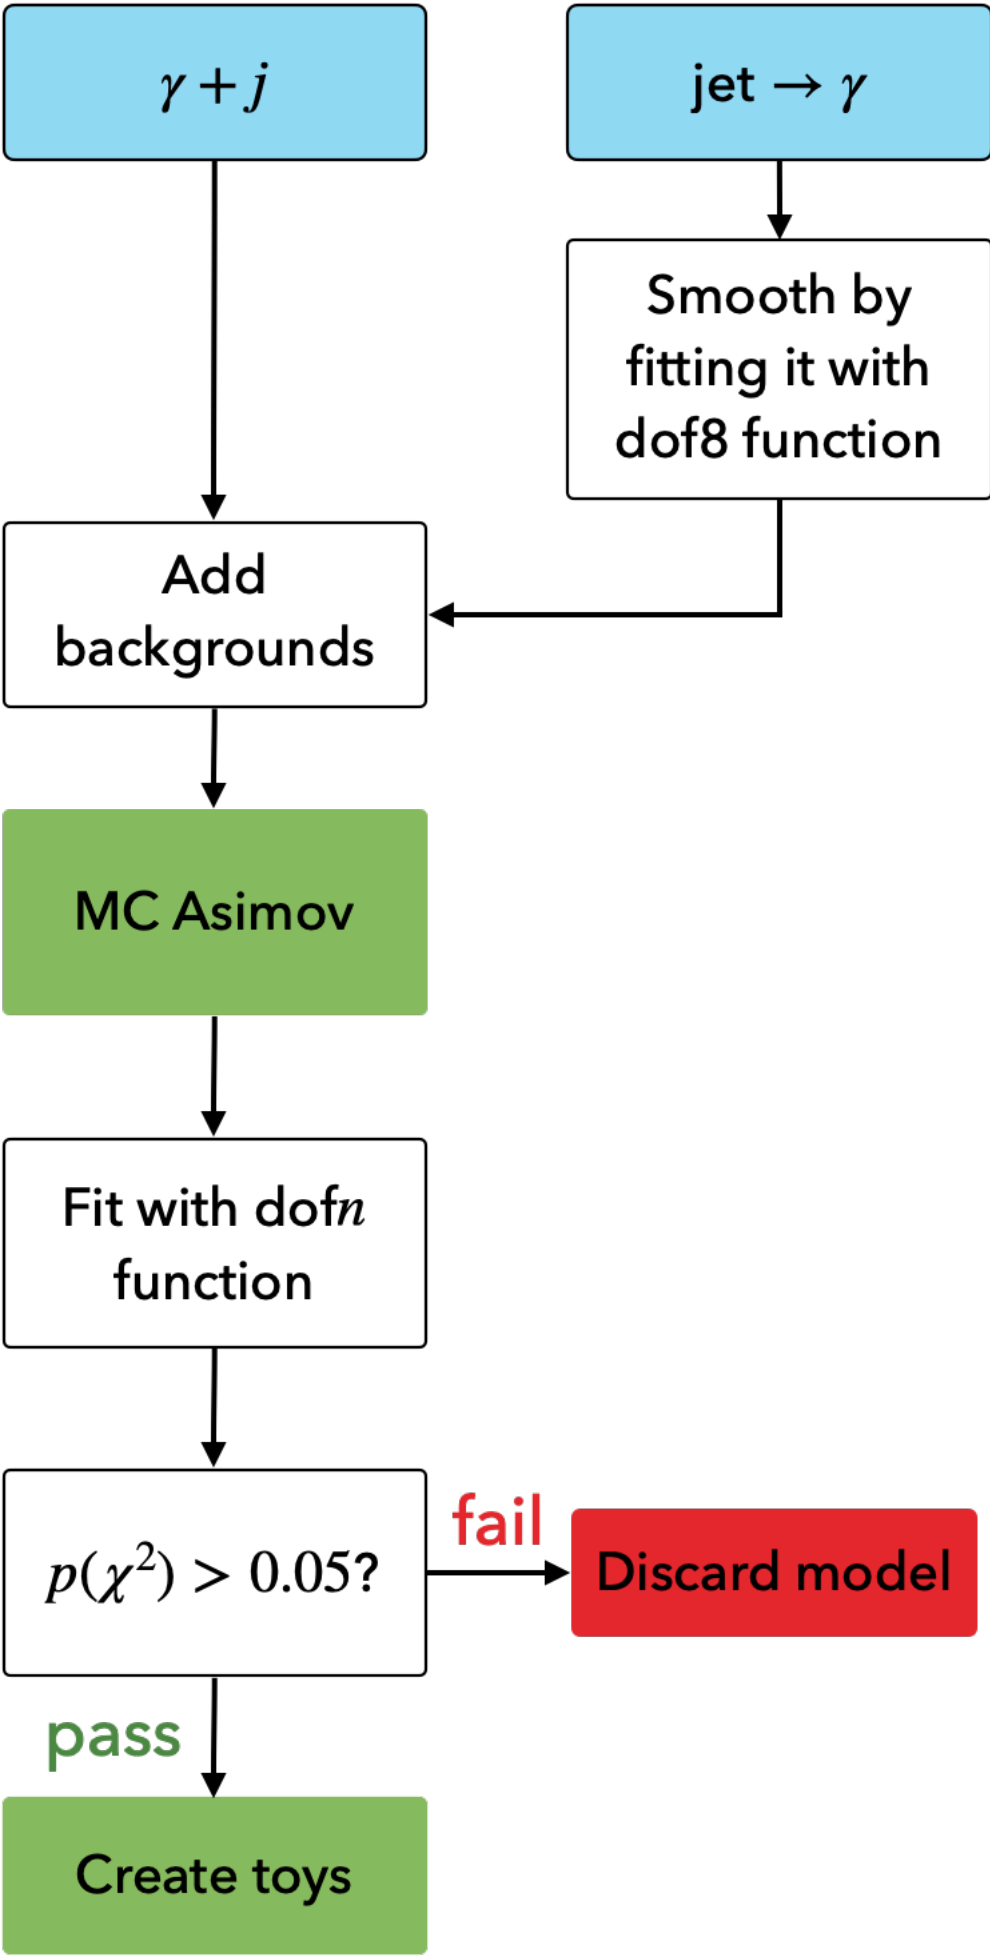 γ + j
jet → γ
Smooth by
fitting it with
dof8 function
Add
backgrounds
MC Asimov
Fit with dofn
function
p(χ²) > 0.05?
fail
Discard model
pass
Create toys